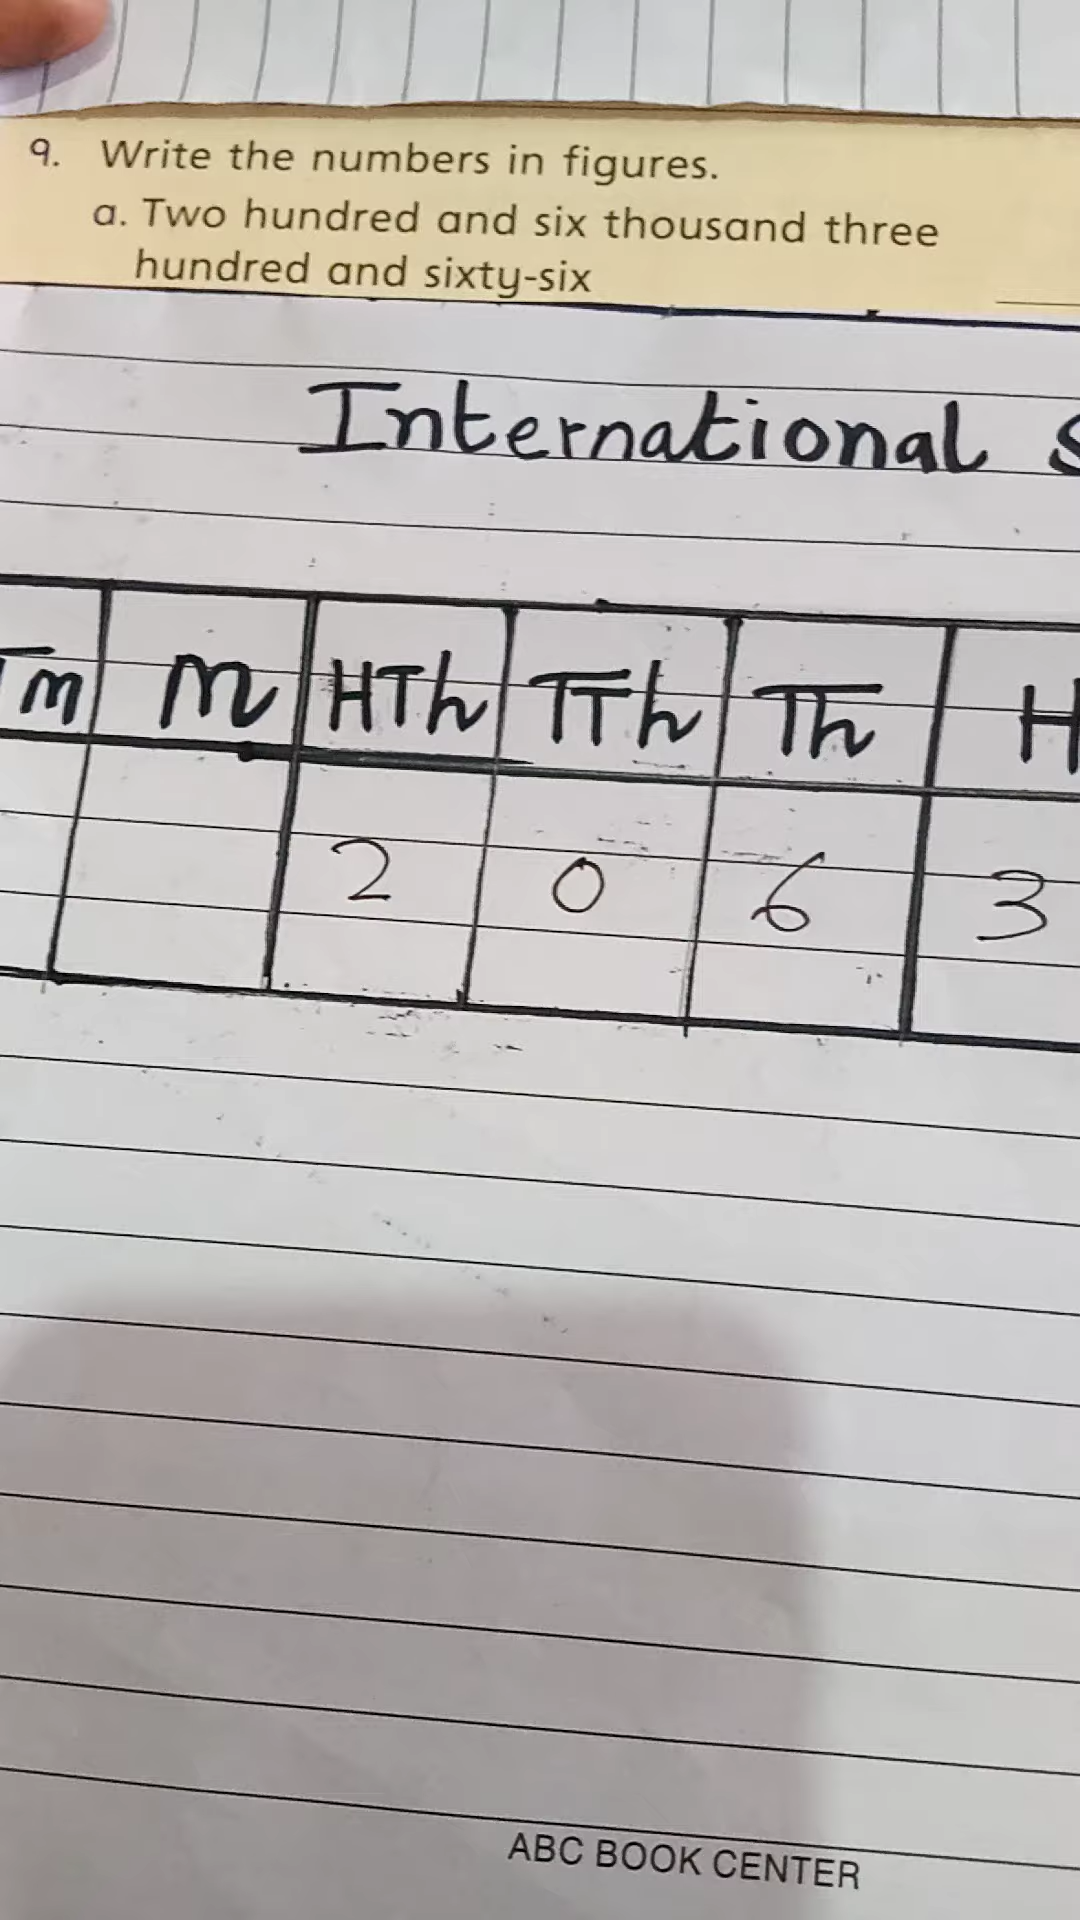 9. Write the numbers in figures.
a. Two hundred and six thousand three
hundred and sixty-six
International S
Tm M HTh TTh Th H
2 0 6 3
ABC BOOK CENTER